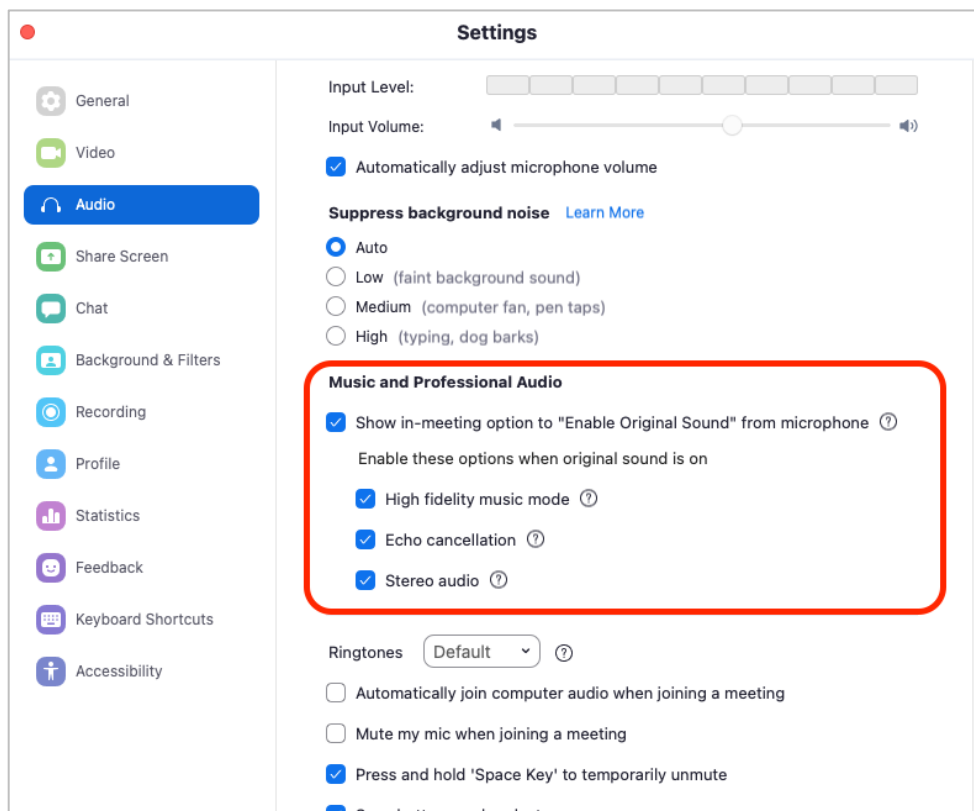 Settings
General
Video
Audio
Share Screen
Chat
Background & Filters
Recording
Profile
Statistics
Feedback
Keyboard Shortcuts
Accessibility
Input Level:
Input Volume:
Automatically adjust microphone volume
Suppress background noise Learn More
Auto
Low (faint background sound)
Medium (computer fan, pen taps)
High (typing, dog barks)
Music and Professional Audio
Show in-meeting option to "Enable Original Sound" from microphone ?
Enable these options when original sound is on
High fidelity music mode ?
Echo cancellation ?
Stereo audio ?
Ringtones Default ?
Automatically join computer audio when joining a meeting
Mute my mic when joining a meeting
Press and hold 'Space Key' to temporarily unmute